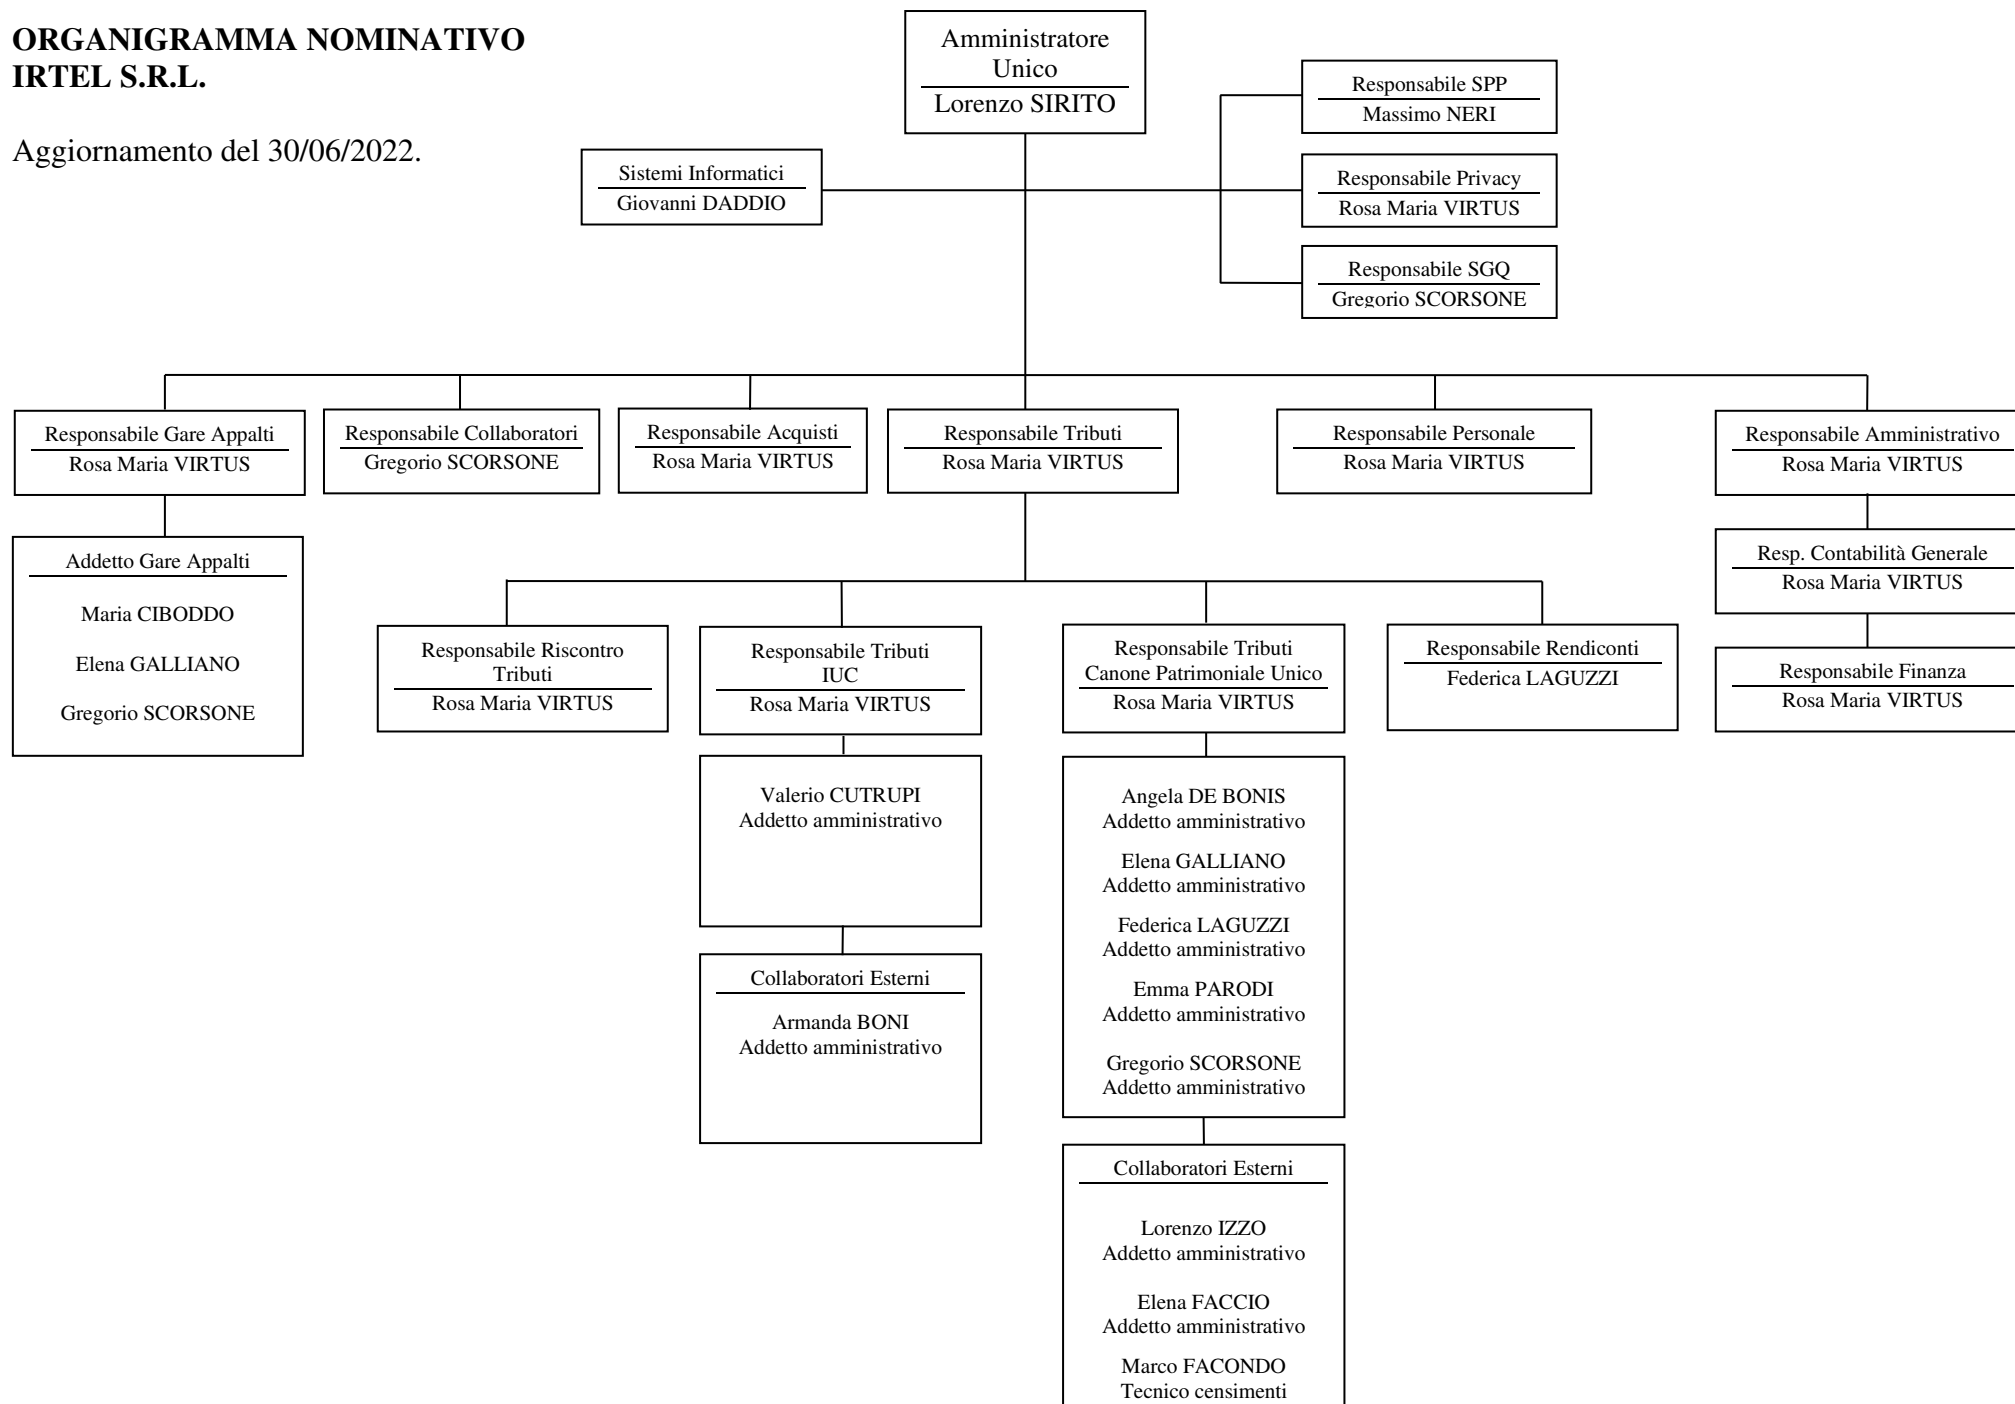 ORGANIGRAMMA NOMINATIVO
IRTEL S.R.L.
Aggiornamento del 30/06/2022.
Amministratore
Unico
Lorenzo SIRITO
Sistemi Informatici
Giovanni DADDIO
Responsabile SPP
Massimo NERI
Responsabile Privacy
Rosa Maria VIRTUS
Responsabile SGQ
Gregorio SCORSONE
Responsabile Gare Appalti
Rosa Maria VIRTUS
Responsabile Collaboratori
Gregorio SCORSONE
Responsabile Acquisti
Rosa Maria VIRTUS
Responsabile Tributi
Rosa Maria VIRTUS
Responsabile Personale
Rosa Maria VIRTUS
Responsabile Amministrativo
Rosa Maria VIRTUS
Addetto Gare Appalti
Maria CIBODDO
Elena GALLIANO
Gregorio SCORSONE
Resp. Contabilità Generale
Rosa Maria VIRTUS
Responsabile Finanza
Rosa Maria VIRTUS
Responsabile Riscontro
Tributi
Rosa Maria VIRTUS
Responsabile Tributi
IUC
Rosa Maria VIRTUS
Responsabile Tributi
Canone Patrimoniale Unico
Rosa Maria VIRTUS
Responsabile Rendiconti
Federica LAGUZZI
Valerio CUTRUPI
Addetto amministrativo
Collaboratori Esterni
Armanda BONI
Addetto amministrativo
Angela DE BONIS
Addetto amministrativo
Elena GALLIANO
Addetto amministrativo
Federica LAGUZZI
Addetto amministrativo
Emma PARODI
Addetto amministrativo
Gregorio SCORSONE
Addetto amministrativo
Collaboratori Esterni
Lorenzo IZZO
Addetto amministrativo
Elena FACCIO
Addetto amministrativo
Marco FACONDO
Tecnico censimenti